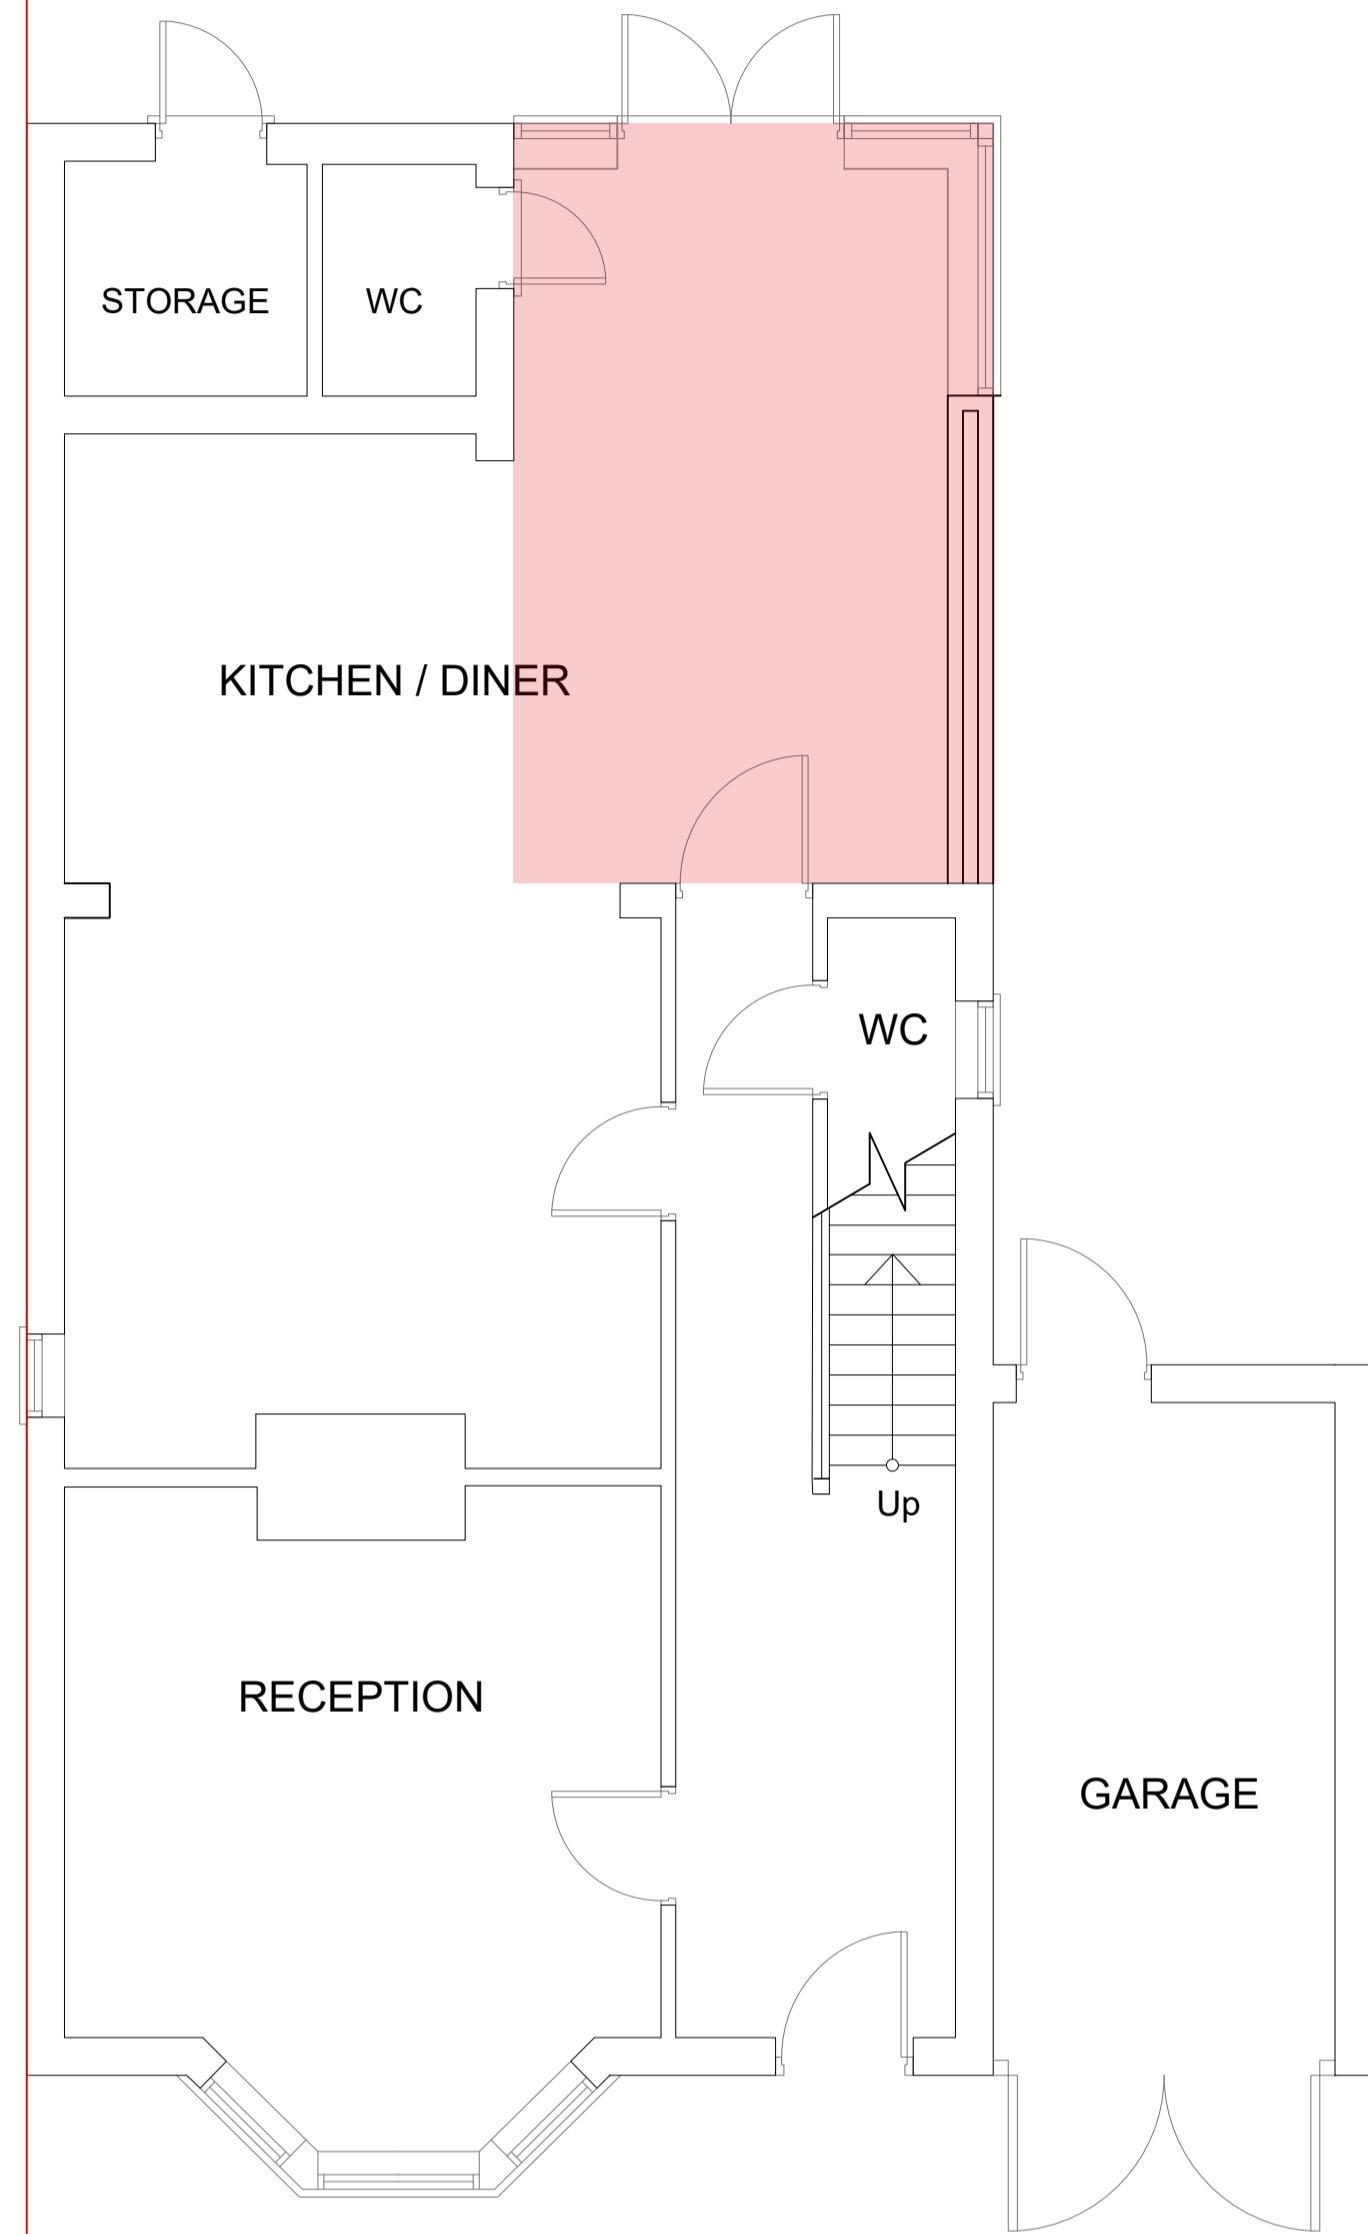 STORAGE
WC
KITCHEN / DINER
WC
Up
RECEPTION
GARAGE